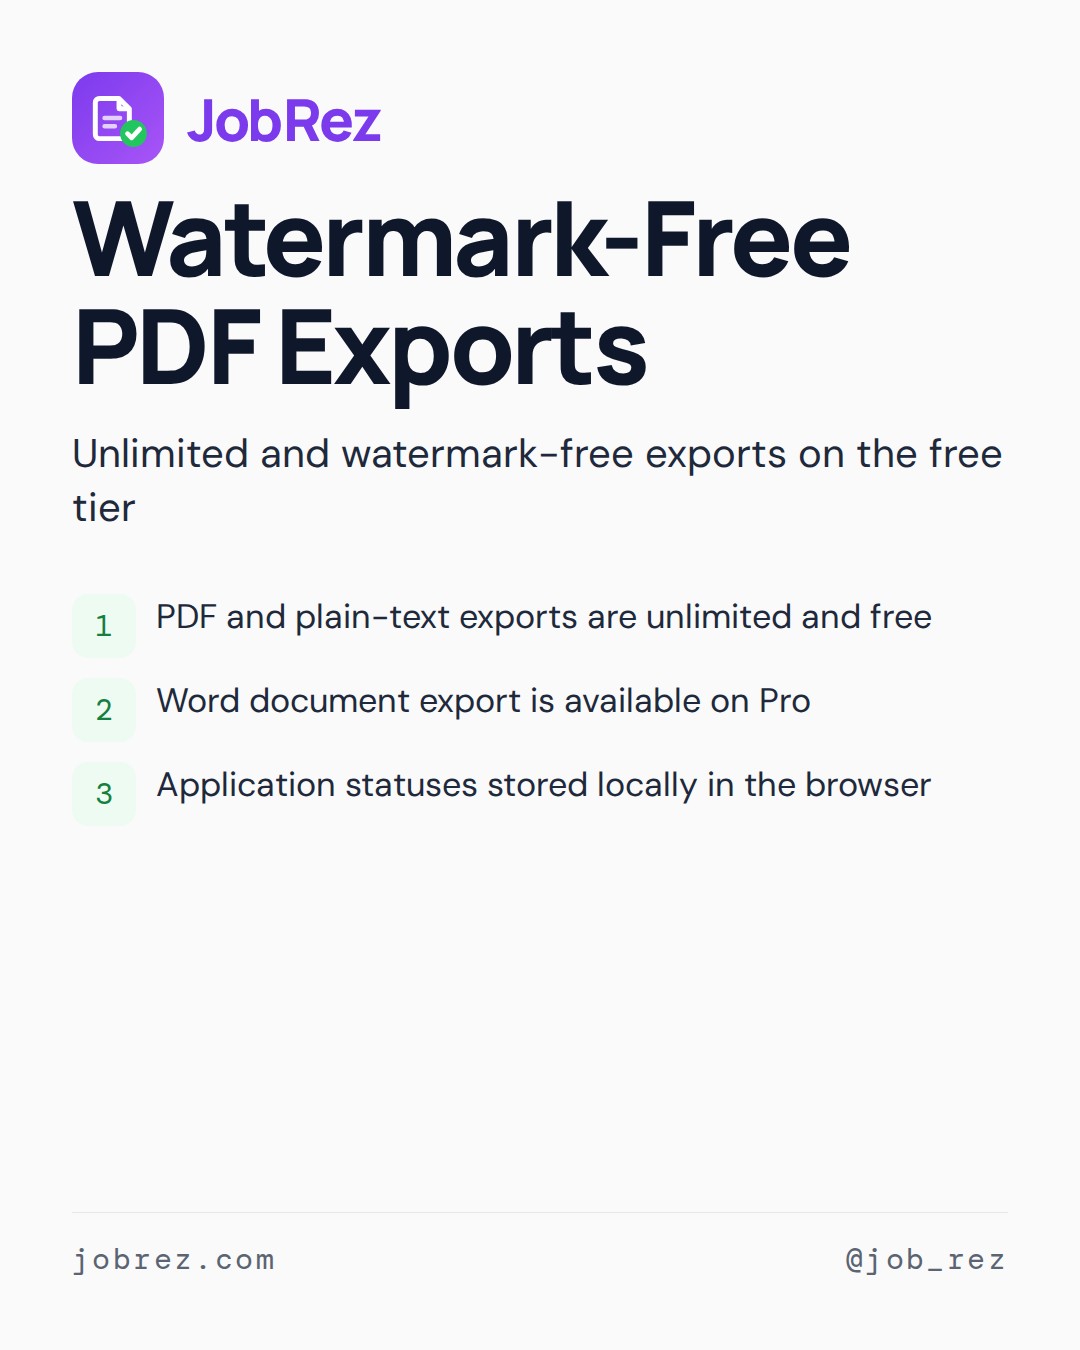 JobRez
Watermark-Free
PDF Exports
Unlimited and watermark-free exports on the free
tier
1 PDF and plain-text exports are unlimited and free
2 Word document export is available on Pro
3 Application statuses stored locally in the browser
jobrez.com
@job_rez